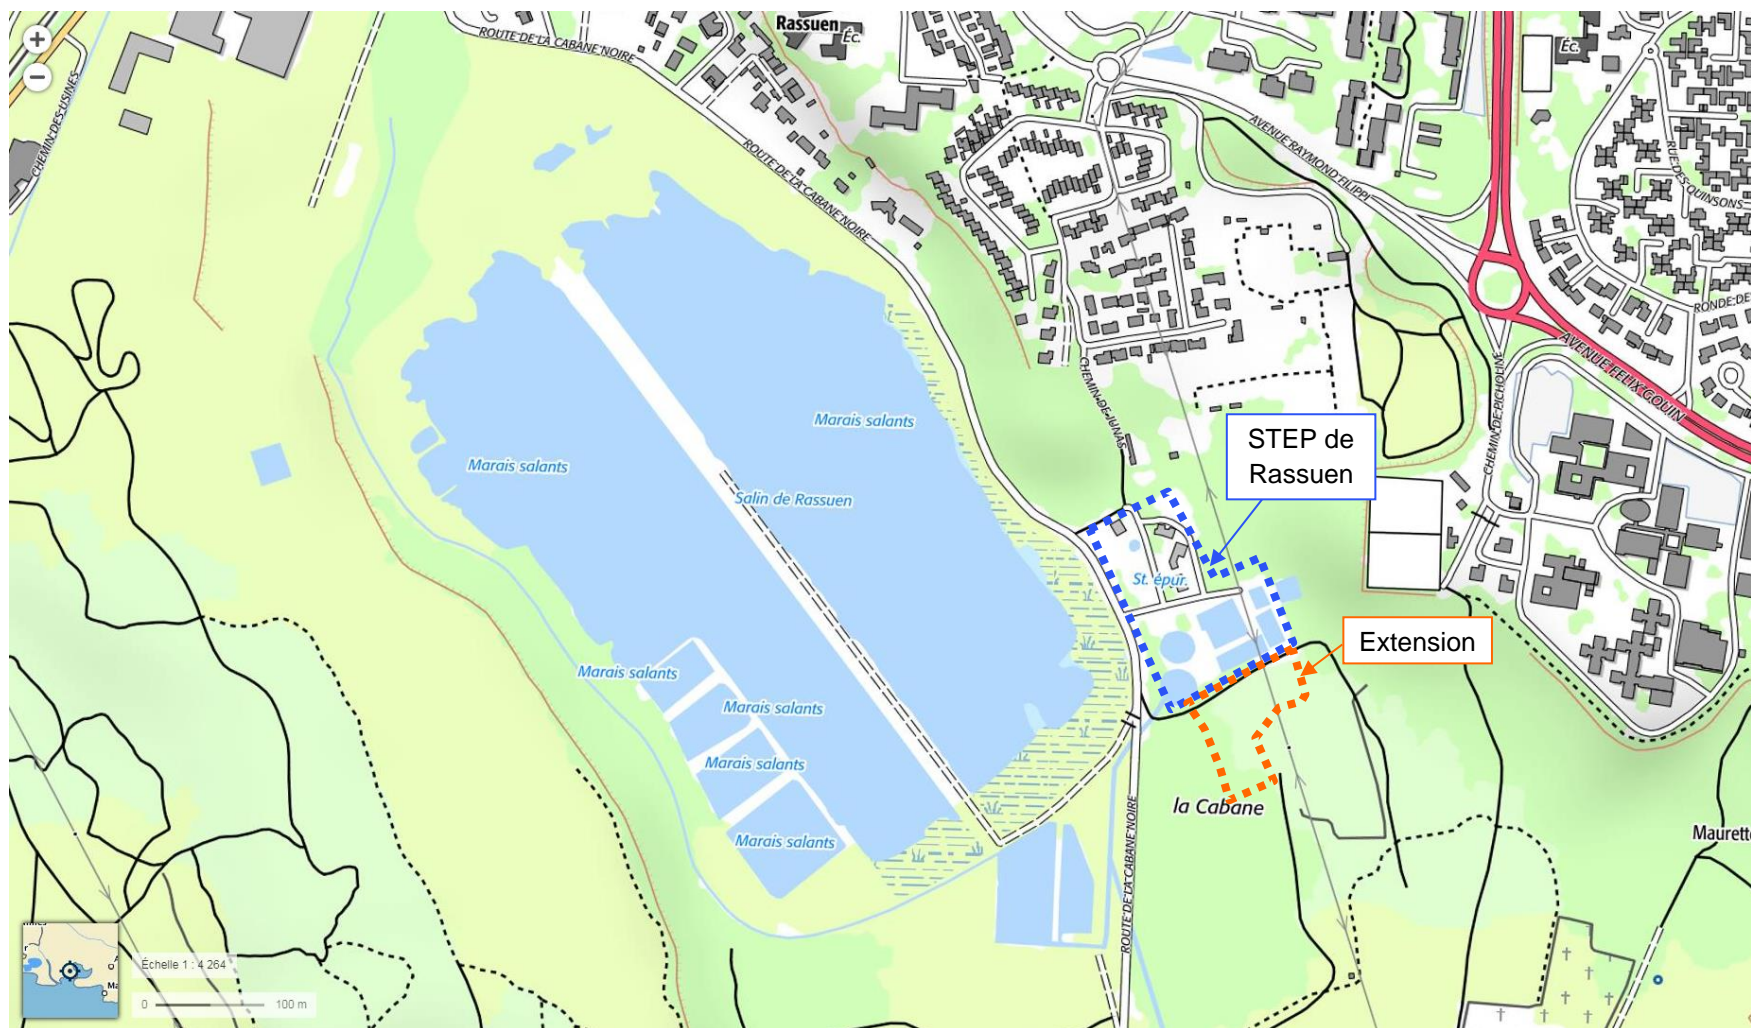 +
−
Rassuen
Éc.
Éc.
ROUTE DE LA CABANE NOIRE
CHEMIN DES USINES
ROUTE DE LA CABANE NOIRE
AVENUE RAYMOND FILIPPI
RUE DES QUINSONS
RONDE DE
AVENUE FELIX GOUIN
CHEMIN DE PICHOLINE
CHEMIN DE JUNAS
Marais salants
Marais salants
Salin de Rassuen
STEP de
Rassuen
St. épur.
Extension
Marais salants
Marais salants
Marais salants
Marais salants
la Cabane
ROUTE DE LA CABANE NOIRE
Maurette
Échelle 1 : 4 264
0
100 m